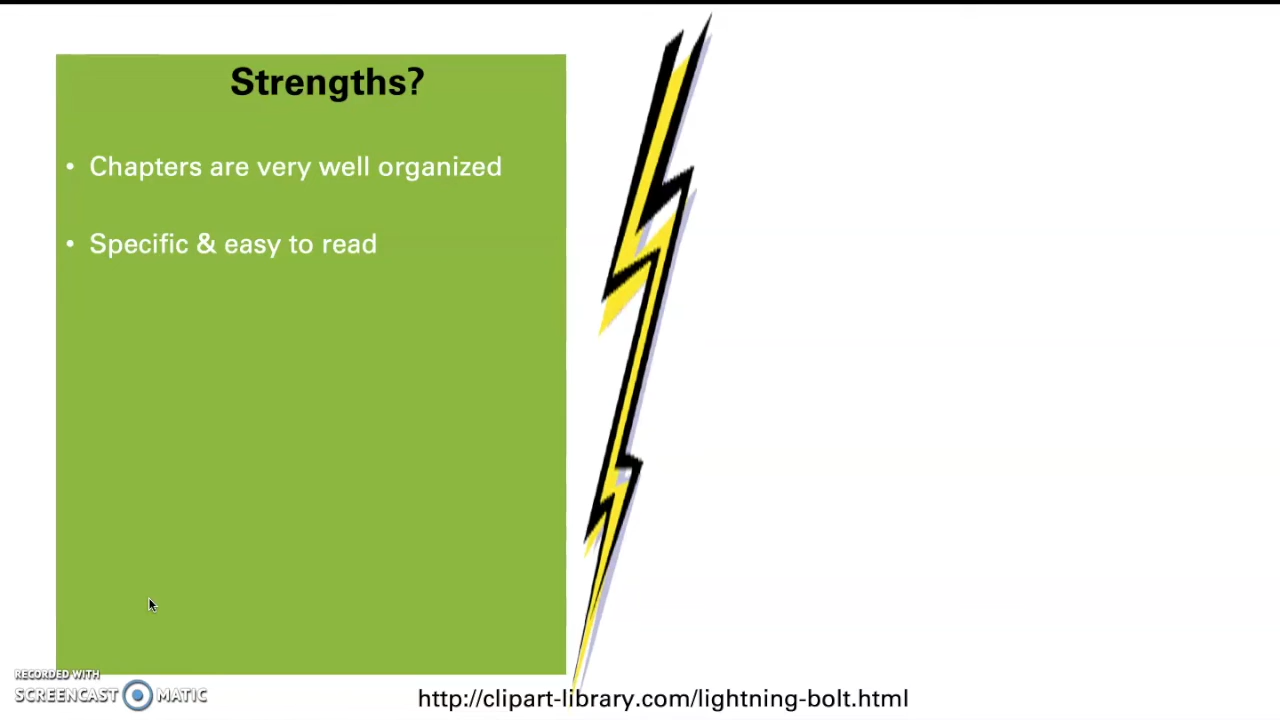 Strengths?
• Chapters are very well organized
• Specific & easy to read
RECORDED WITH
SCREENCAST MATIC
http://clipart-library.com/lightning-bolt.html